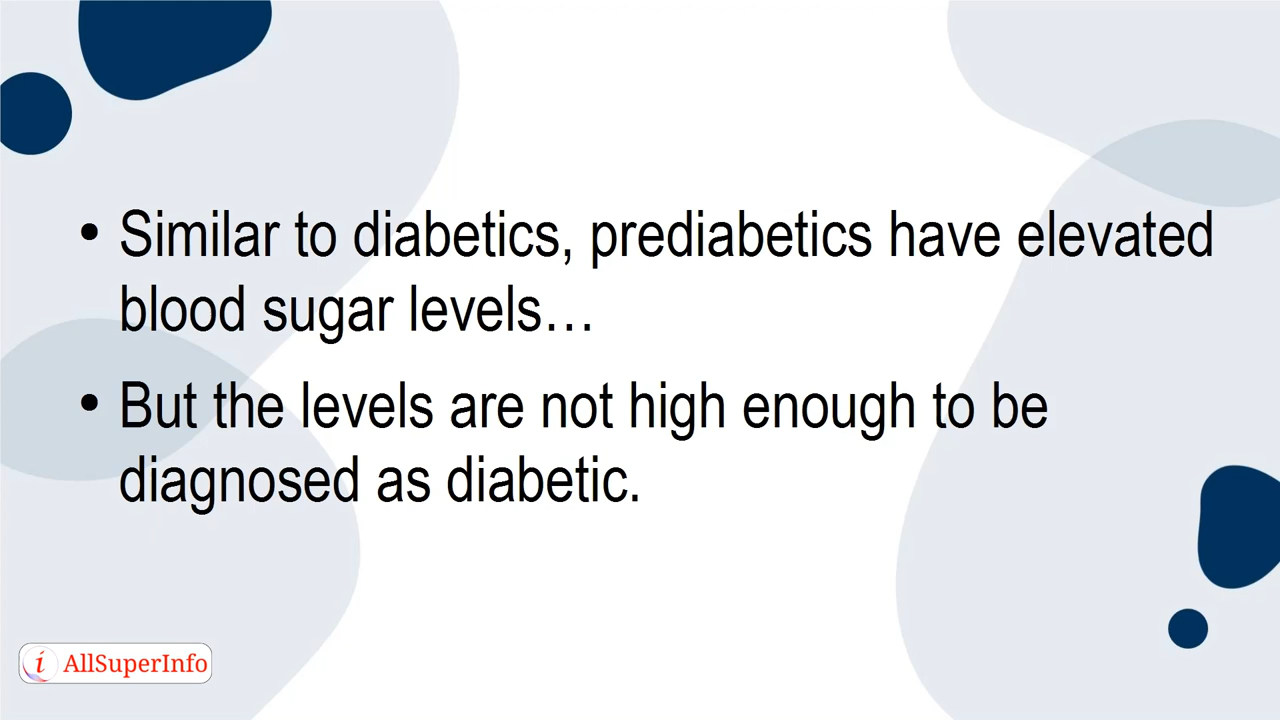 • Similar to diabetics, prediabetics have elevated
blood sugar levels…
• But the levels are not high enough to be
diagnosed as diabetic.
i AllSuperInfo